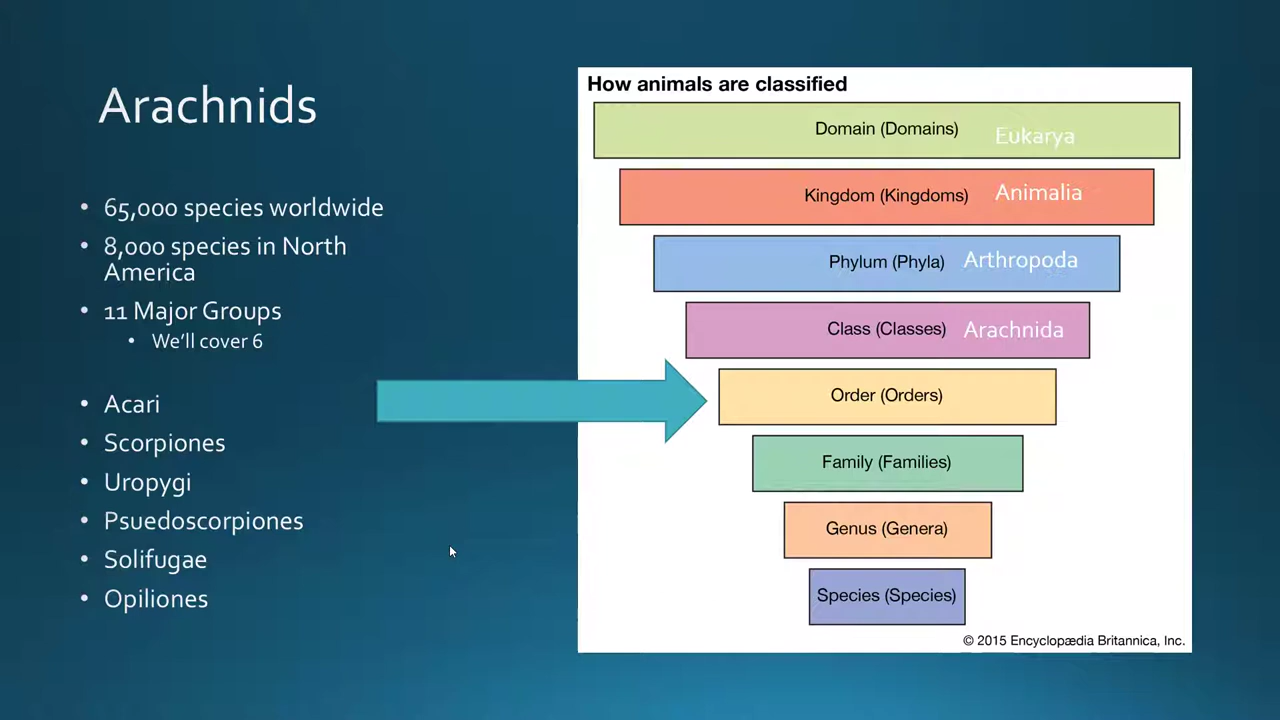 Arachnids
65,000 species worldwide
8,000 species in North
America
11 Major Groups
We'll cover 6
Acari
Scorpiones
Uropygi
Psuedoscorpiones
Solifugae
Opiliones
How animals are classified
Domain (Domains) Eukarya
Kingdom (Kingdoms) Animalia
Phylum (Phyla) Arthropoda
Class (Classes) Arachnida
Order (Orders)
Family (Families)
Genus (Genera)
Species (Species)
© 2015 Encyclopædia Britannica, Inc.